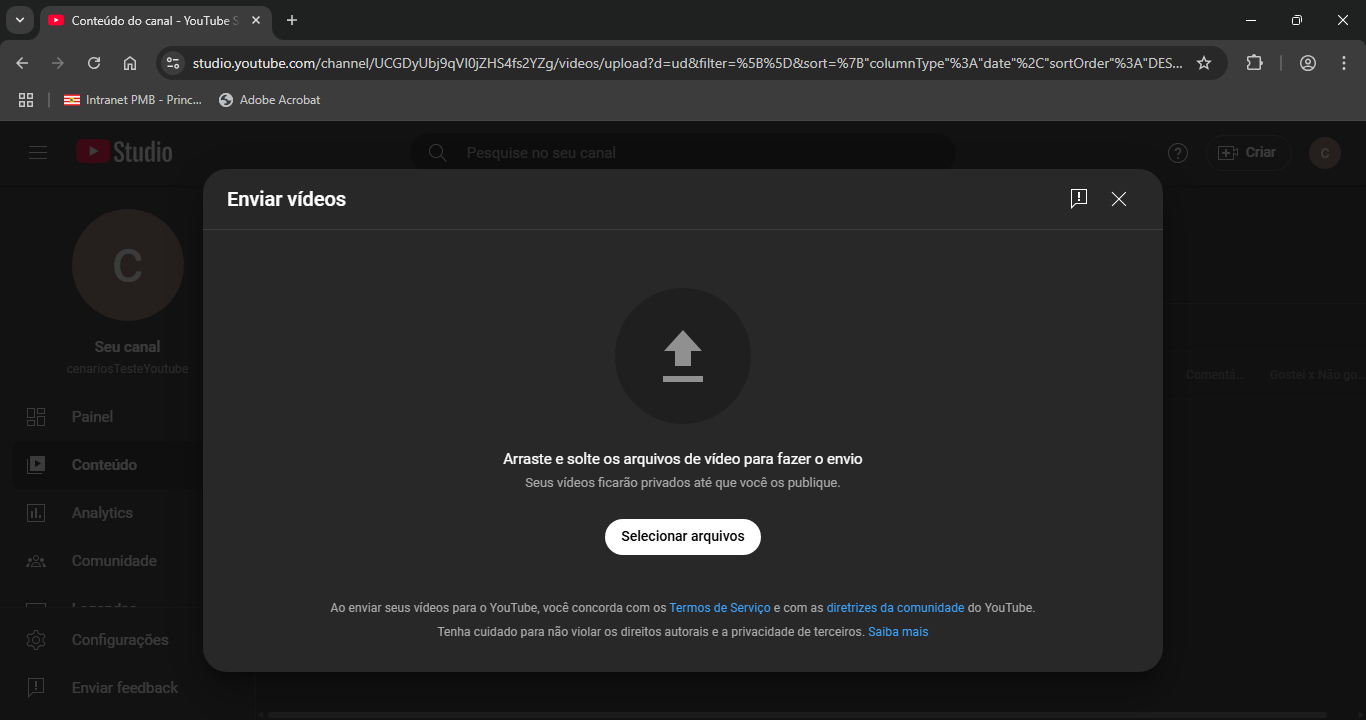 Conteúdo do canal - YouTube S
studio.youtube.com/channel/UCGDyUbj9qVI0jZHS4fs2YZg/videos/upload?d=ud&filter=%5B%5D&sort=%7B"columnType"%3A"date"%2C"sortOrder"%3A"DES...
Intranet PMB - Princ...
Adobe Acrobat
Studio
Pesquise no seu canal
Criar
C
Enviar vídeos
C
Seu canal
cenariosTesteYoutube
Comentá...
Gostei x Não go...
Painel
Conteúdo
Analytics
Comunidade
Legendas
Configurações
Enviar feedback
Arraste e solte os arquivos de vídeo para fazer o envio
Seus vídeos ficarão privados até que você os publique.
Selecionar arquivos
Ao enviar seus vídeos para o YouTube, você concorda com os Termos de Serviço e com as diretrizes da comunidade do YouTube.
Tenha cuidado para não violar os direitos autorais e a privacidade de terceiros. Saiba mais